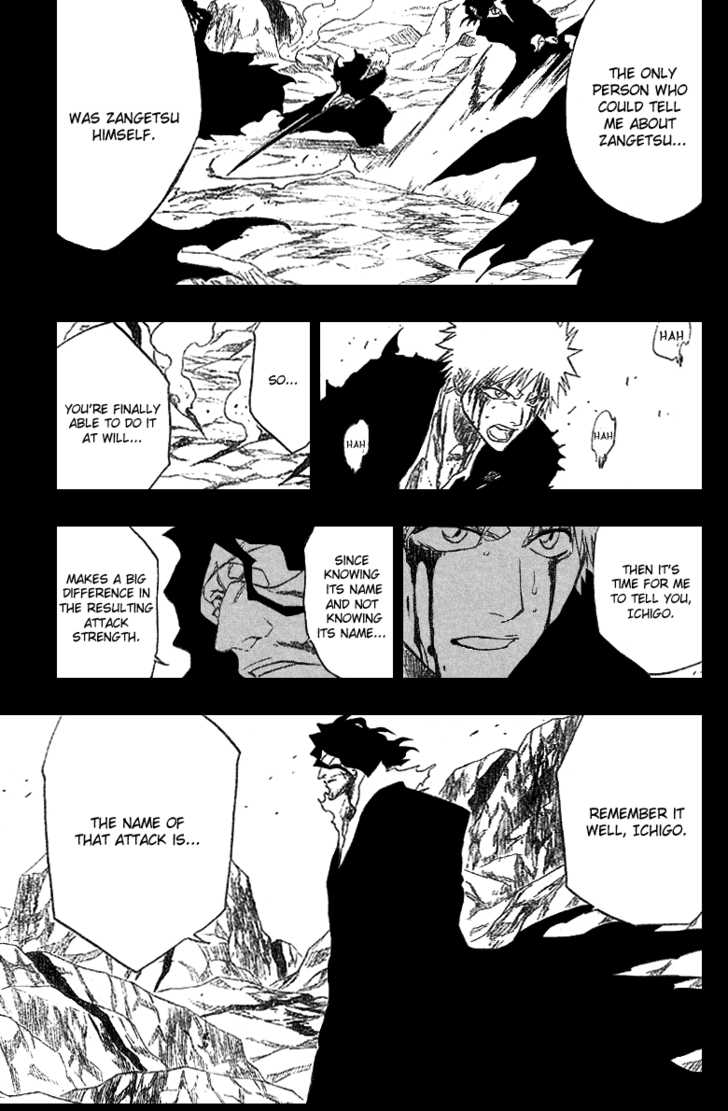 THE ONLY
PERSON WHO
COULD TELL
ME ABOUT
ZANGETSU...
WAS ZANGETSU
HIMSELF.
HAH
HAH
HAH
SO...
YOU'RE FINALLY
ABLE TO DO IT
AT WILL...
THEN IT'S
TIME FOR ME
TO TELL YOU,
ICHIGO.
SINCE
KNOWING
ITS NAME
AND NOT
KNOWING
ITS NAME...
MAKES A BIG
DIFFERENCE IN
THE RESULTING
ATTACK
STRENGTH.
REMEMBER IT
WELL, ICHIGO.
THE NAME OF
THAT ATTACK IS...